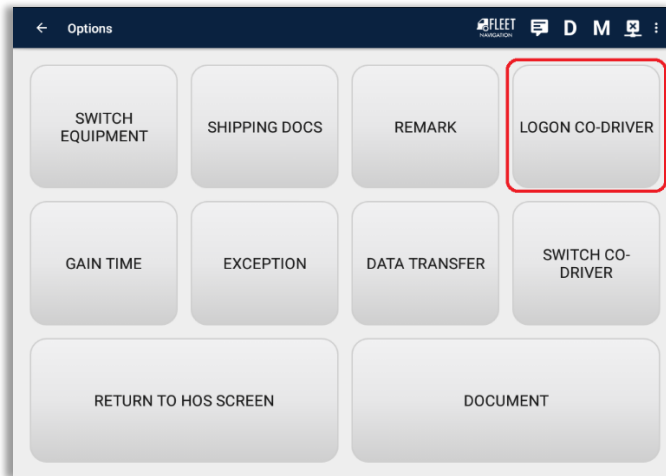 Options
FLEET
NAVIGATION
D
M
SWITCH
EQUIPMENT
SHIPPING DOCS
REMARK
LOGON CO-DRIVER
GAIN TIME
EXCEPTION
DATA TRANSFER
SWITCH CO-
DRIVER
RETURN TO HOS SCREEN
DOCUMENT